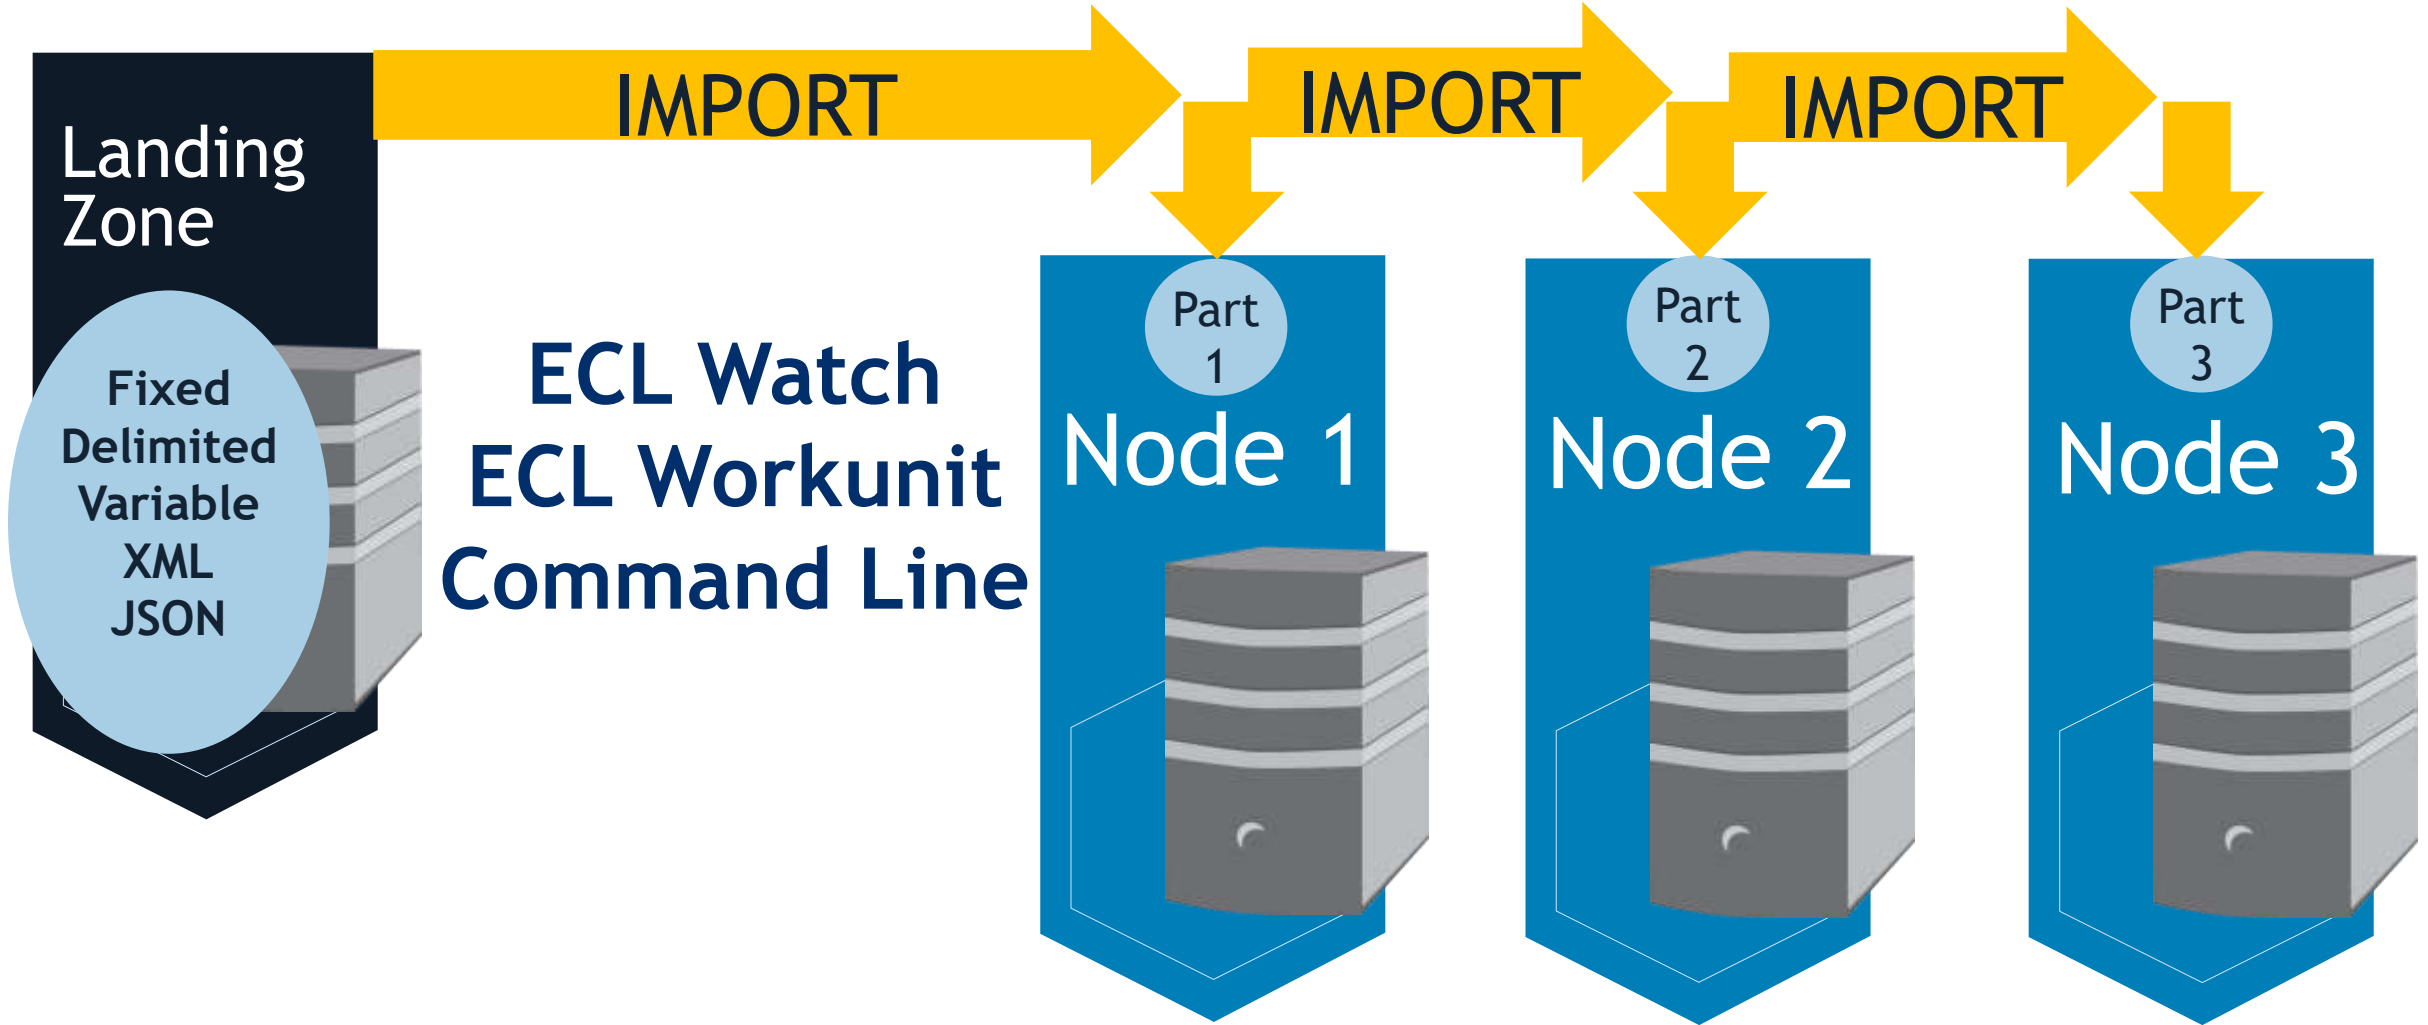 IMPORT
IMPORT
IMPORT
Landing
Zone
Fixed
Delimited
Variable
XML
JSON
ECL Watch
ECL Workunit
Command Line
Part
1
Node 1
Part
2
Node 2
Part
3
Node 3